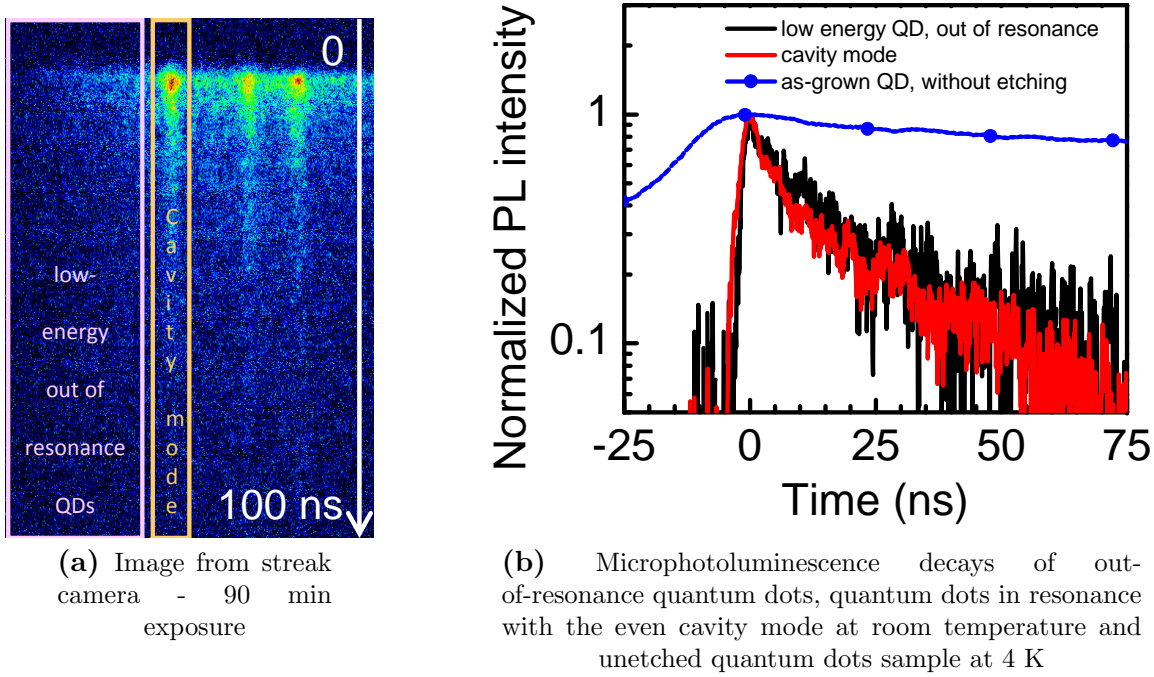 0
low-
energy
out of
resonance
QDs
Cavity mode
100 ns
(a) Image from streak
camera - 90 min
exposure
low energy QD, out of resonance
cavity mode
as-grown QD, without etching
Normalized PL intensity
1
0.1
-25 0 25 50 75
Time (ns)
(b) Microphotoluminescence decays of out-
of-resonance quantum dots, quantum dots in resonance
with the even cavity mode at room temperature and
unetched quantum dots sample at 4 K